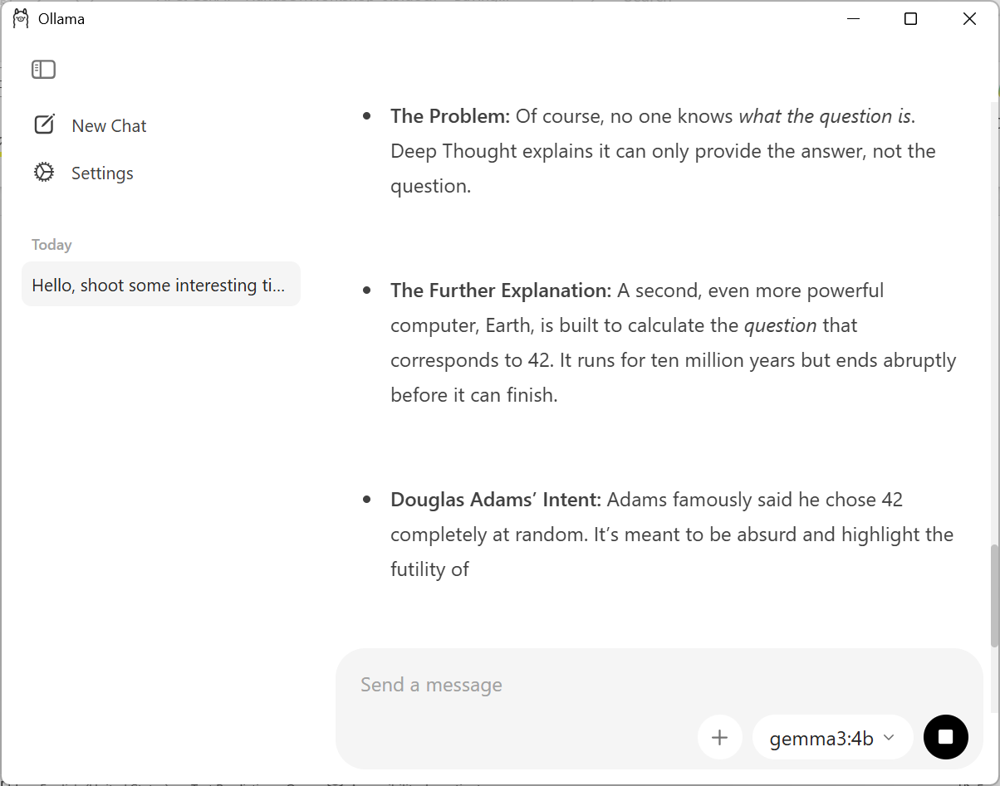 Ollama
New Chat
Settings
Today
Hello, shoot some interesting ti...
• The Problem: Of course, no one knows what the question is.
Deep Thought explains it can only provide the answer, not the
question.
• The Further Explanation: A second, even more powerful
computer, Earth, is built to calculate the question that
corresponds to 42. It runs for ten million years but ends abruptly
before it can finish.
• Douglas Adams’ Intent: Adams famously said he chose 42
completely at random. It’s meant to be absurd and highlight the
futility of
Send a message
gemma3:4b